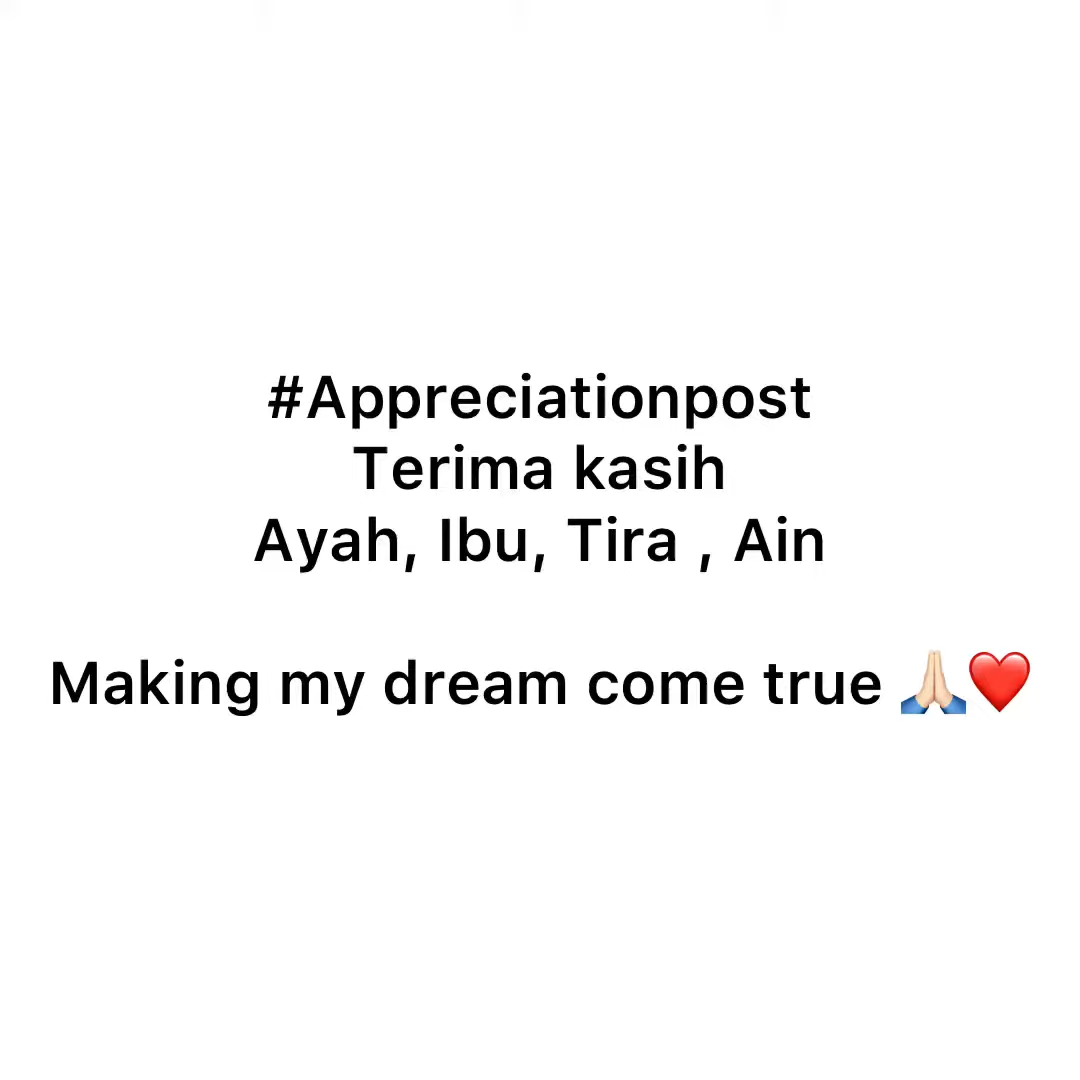 #Appreciationpost
Terima kasih
Ayah, Ibu, Tira , Ain
Making my dream come true 🙏🏻❤️